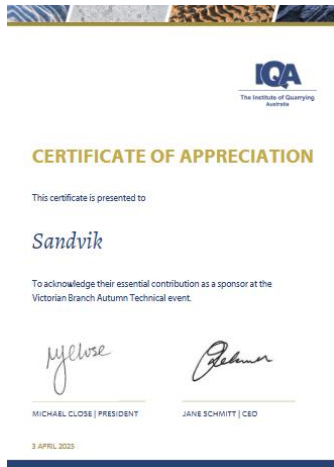 IQA
The Institute of Quarrying
Australia
CERTIFICATE OF APPRECIATION
This certificate is presented to
Sandvik
To acknowledge their essential contribution as a sponsor at the
Victorian Branch Autumn Technical event.
MICHAEL CLOSE | PRESIDENT
JANE SCHMITT | CEO
3 APRIL 2025